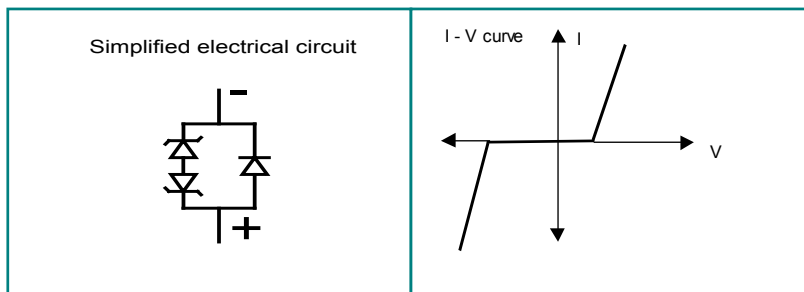 Simplified electrical circuit
-
+
I - V curve
I
V